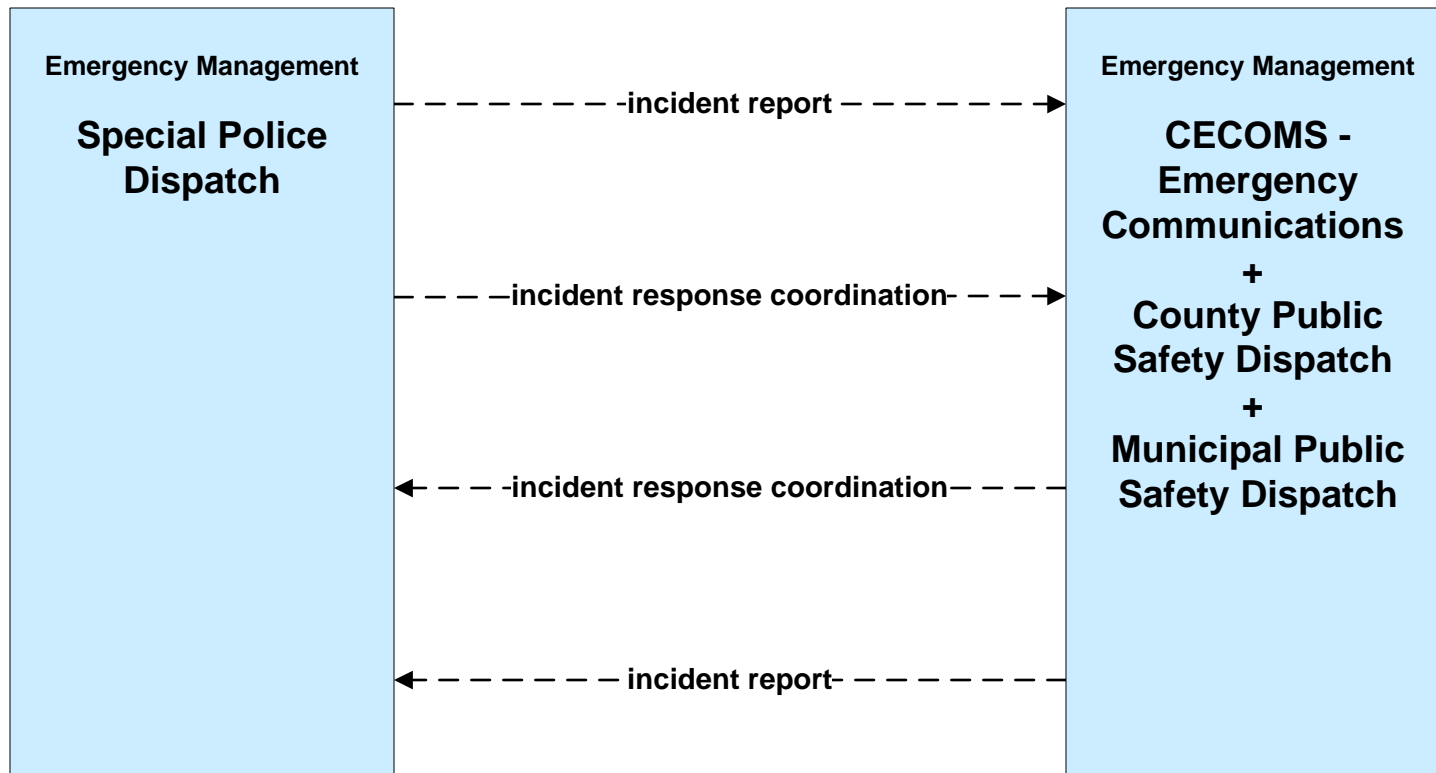 Emergency Management
Special Police
Dispatch
incident report
incident response coordination
incident response coordination
incident report
Emergency Management
CECOMS -
Emergency
Communications
+
County Public
Safety Dispatch
+
Municipal Public
Safety Dispatch